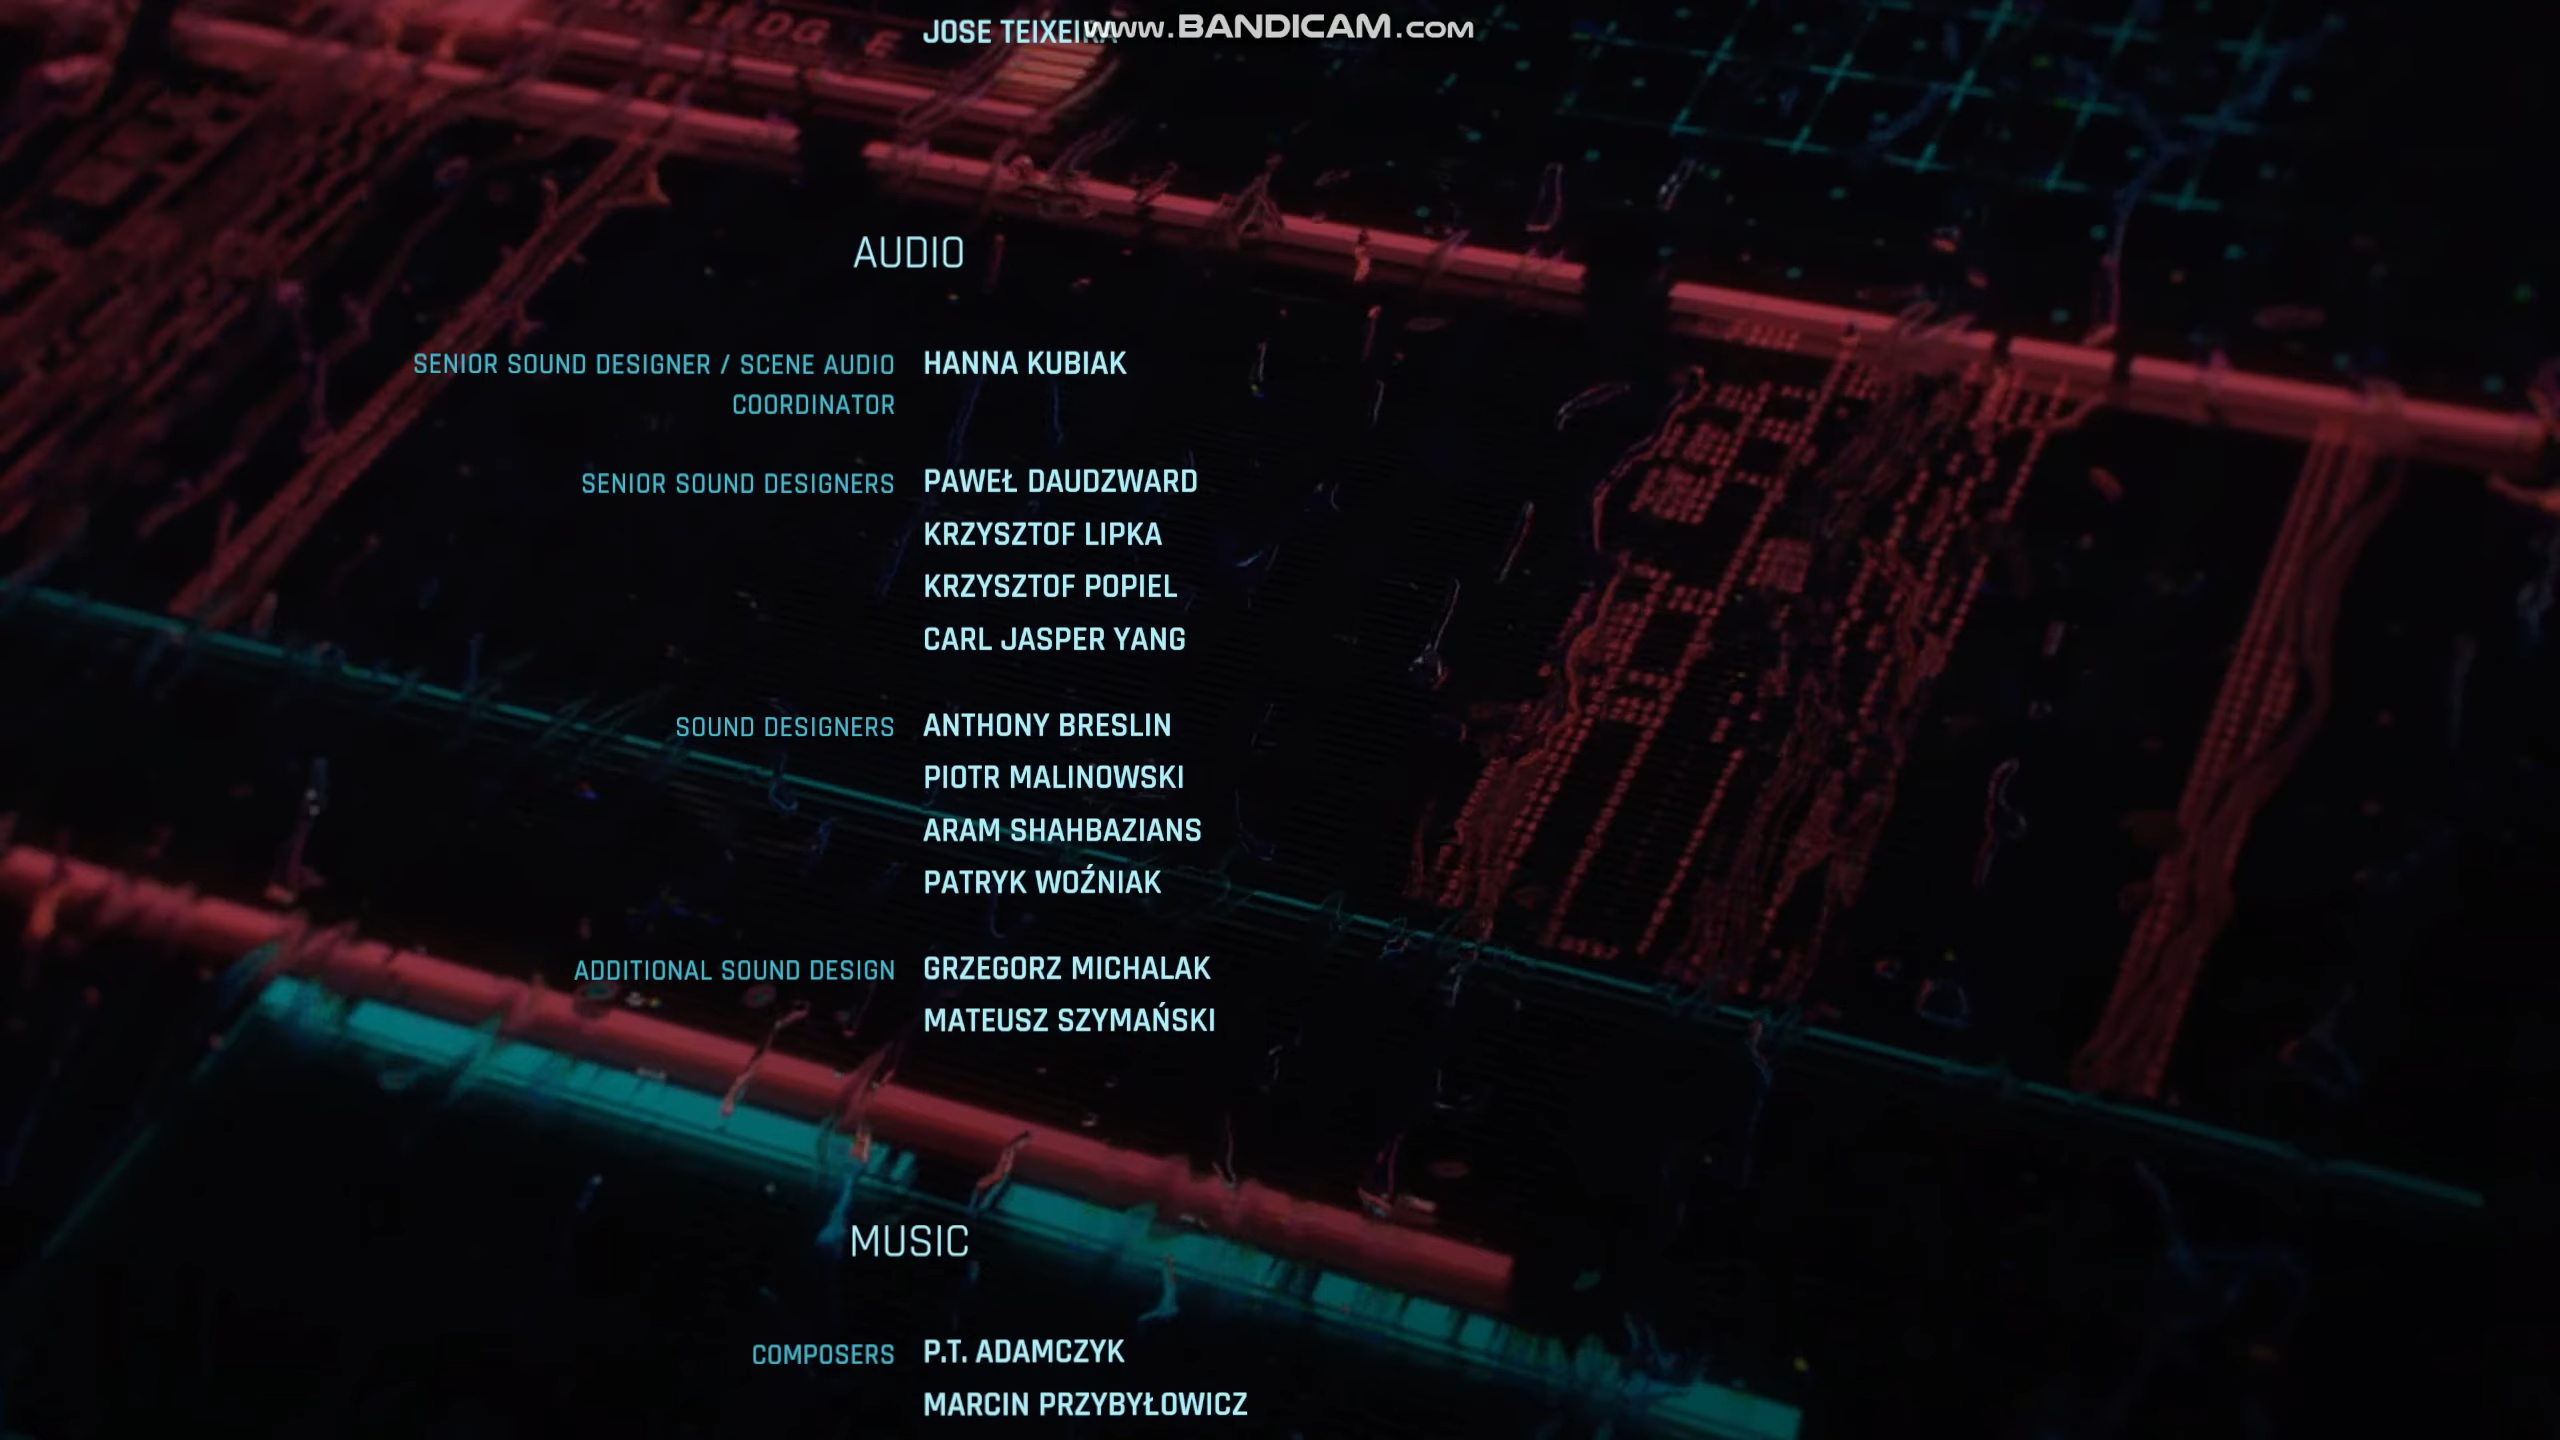 JOSE TEIXEIRA
www.BANDICAM.com
AUDIO
SENIOR SOUND DESIGNER / SCENE AUDIO HANNA KUBIAK
COORDINATOR
SENIOR SOUND DESIGNERS PAWEŁ DAUDZWARD
KRZYSZTOF LIPKA
KRZYSZTOF POPIEL
CARL JASPER YANG
SOUND DESIGNERS ANTHONY BRESLIN
PIOTR MALINOWSKI
ARAM SHAHBAZIANS
PATRYK WOŹNIAK
ADDITIONAL SOUND DESIGN GRZEGORZ MICHALAK
MATEUSZ SZYMAŃSKI
MUSIC
COMPOSERS P.T. ADAMCZYK
MARCIN PRZYBYŁOWICZ